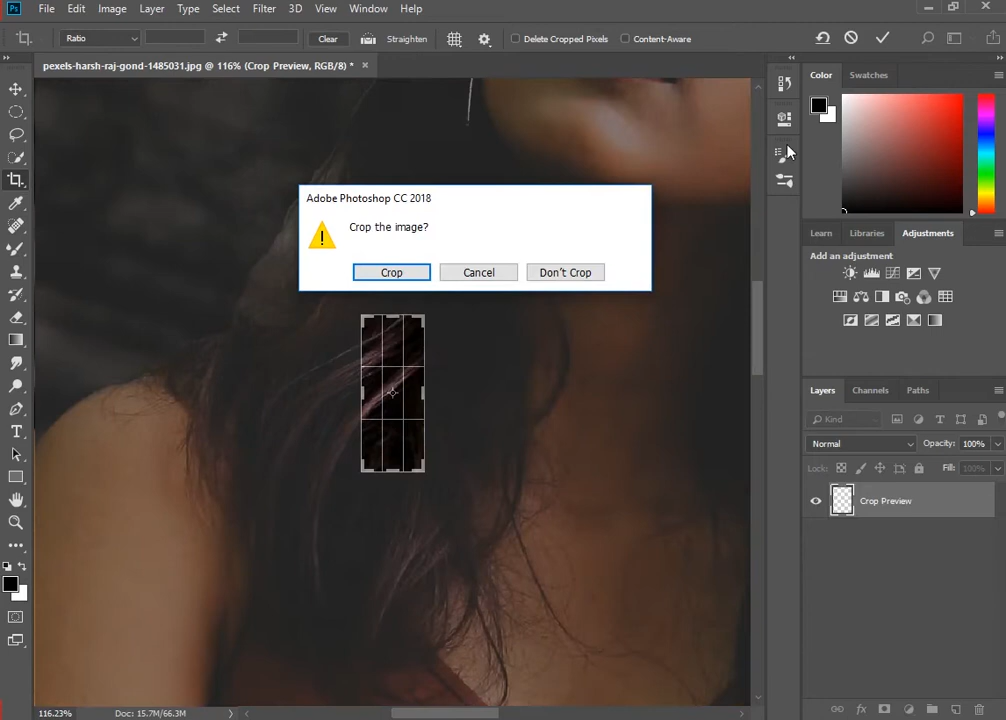 Ps File Edit Image Layer Type Select Filter 3D View Window Help
Ratio Clear Straighten Delete Cropped Pixels Content-Aware
pexels-harsh-raj-gond-1485031.jpg @ 116% (Crop Preview, RGB/8) *
Color Swatches
Adobe Photoshop CC 2018
Crop the image?
Crop Cancel Don't Crop
Learn Libraries Adjustments
Add an adjustment
Layers Channels Paths
Kind
Normal Opacity: 100%
Lock: Fill: 100%
Crop Preview
116.23% Doc: 15.7M/66.3M
fx